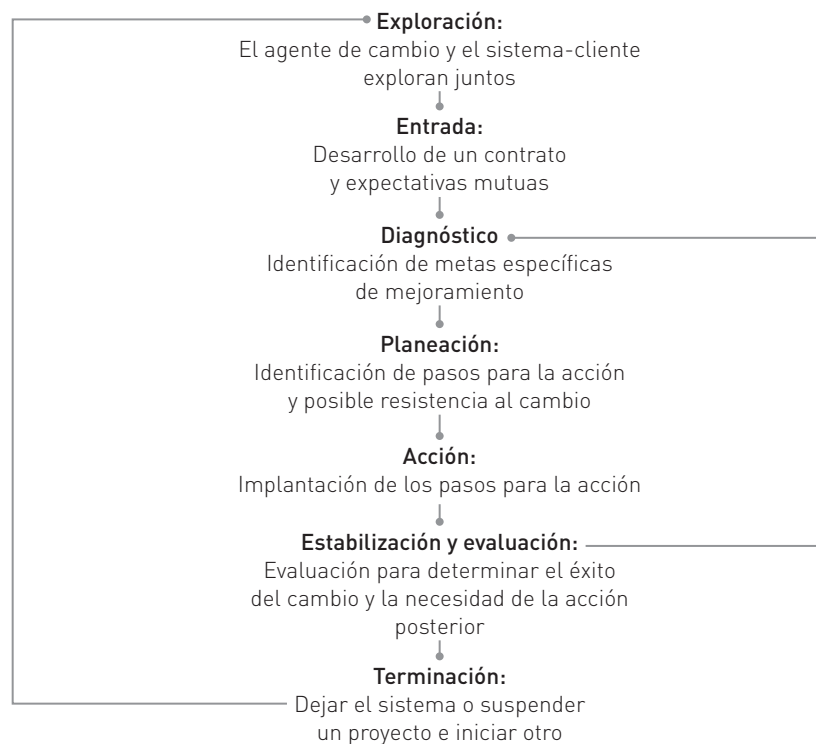 Exploración:
El agente de cambio y el sistema-cliente
exploran juntos
Entrada:
Desarrollo de un contrato
y expectativas mutuas
Diagnóstico
Identificación de metas específicas
de mejoramiento
Planeación:
Identificación de pasos para la acción
y posible resistencia al cambio
Acción:
Implantación de los pasos para la acción
Estabilización y evaluación:
Evaluación para determinar el éxito
del cambio y la necesidad de la acción
posterior
Terminación:
Dejar el sistema o suspender
un proyecto e iniciar otro